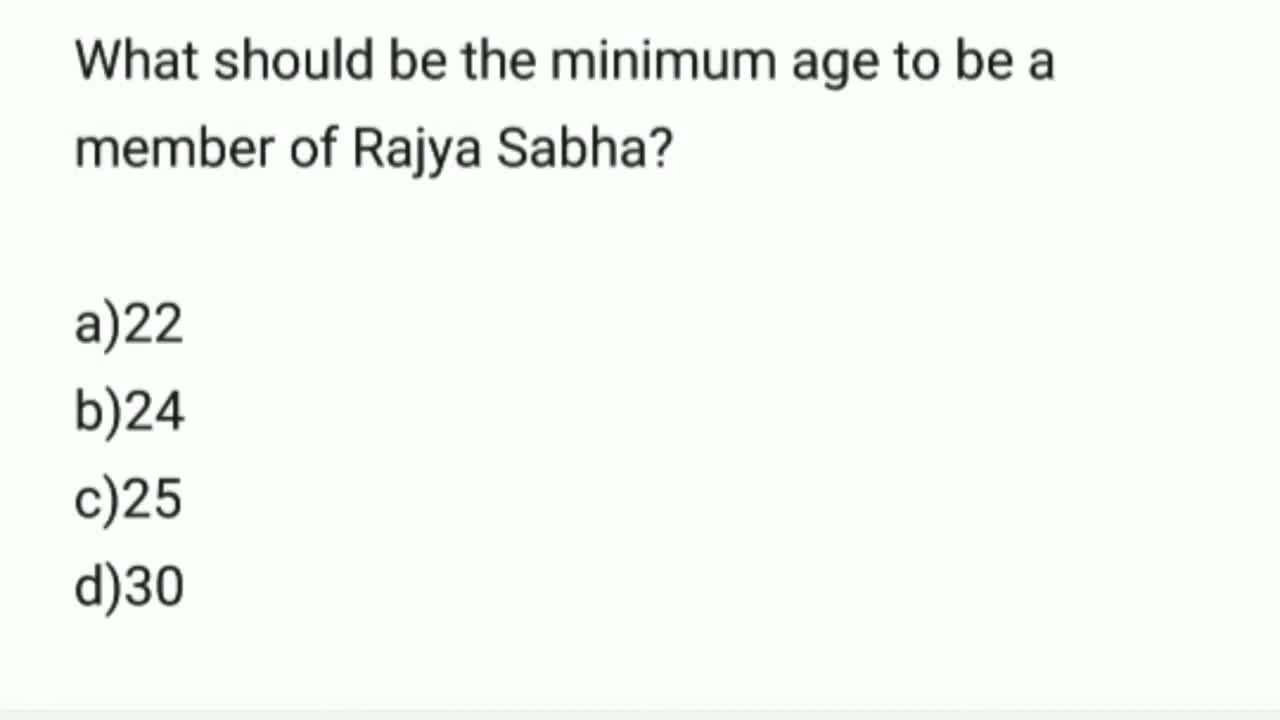 What should be the minimum age to be a
member of Rajya Sabha?
a)22
b)24
c)25
d)30